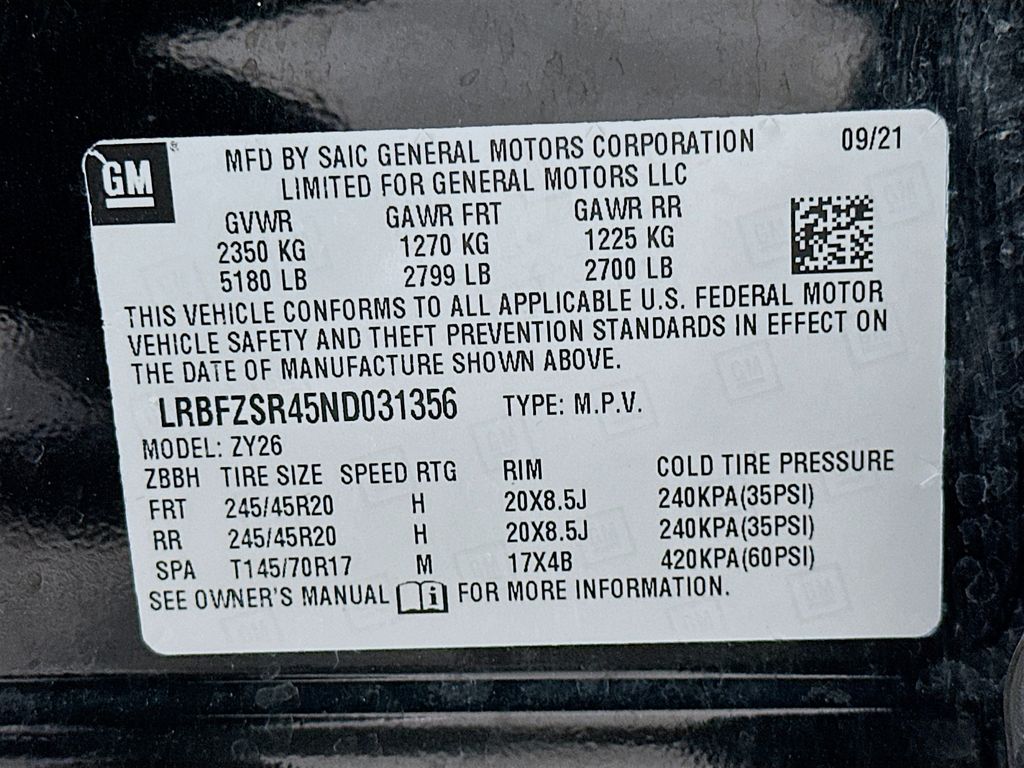 GM
MFD BY SAIC GENERAL MOTORS CORPORATION 09/21
LIMITED FOR GENERAL MOTORS LLC
GVWR GAWR FRT GAWR RR
2350 KG 1270 KG 1225 KG
5180 LB 2799 LB 2700 LB
THIS VEHICLE CONFORMS TO ALL APPLICABLE U.S. FEDERAL MOTOR
VEHICLE SAFETY AND THEFT PREVENTION STANDARDS IN EFFECT ON
THE DATE OF MANUFACTURE SHOWN ABOVE.
LRBFZSR45ND031356 TYPE: M.P.V.
MODEL: ZY26
ZBBH TIRE SIZE SPEED RTG RIM COLD TIRE PRESSURE
FRT 245/45R20 H 20X8.5J 240KPA(35PSI)
RR 245/45R20 H 20X8.5J 240KPA(35PSI)
SPA T145/70R17 M 17X4B 420KPA(60PSI)
SEE OWNER'S MANUAL i FOR MORE INFORMATION.